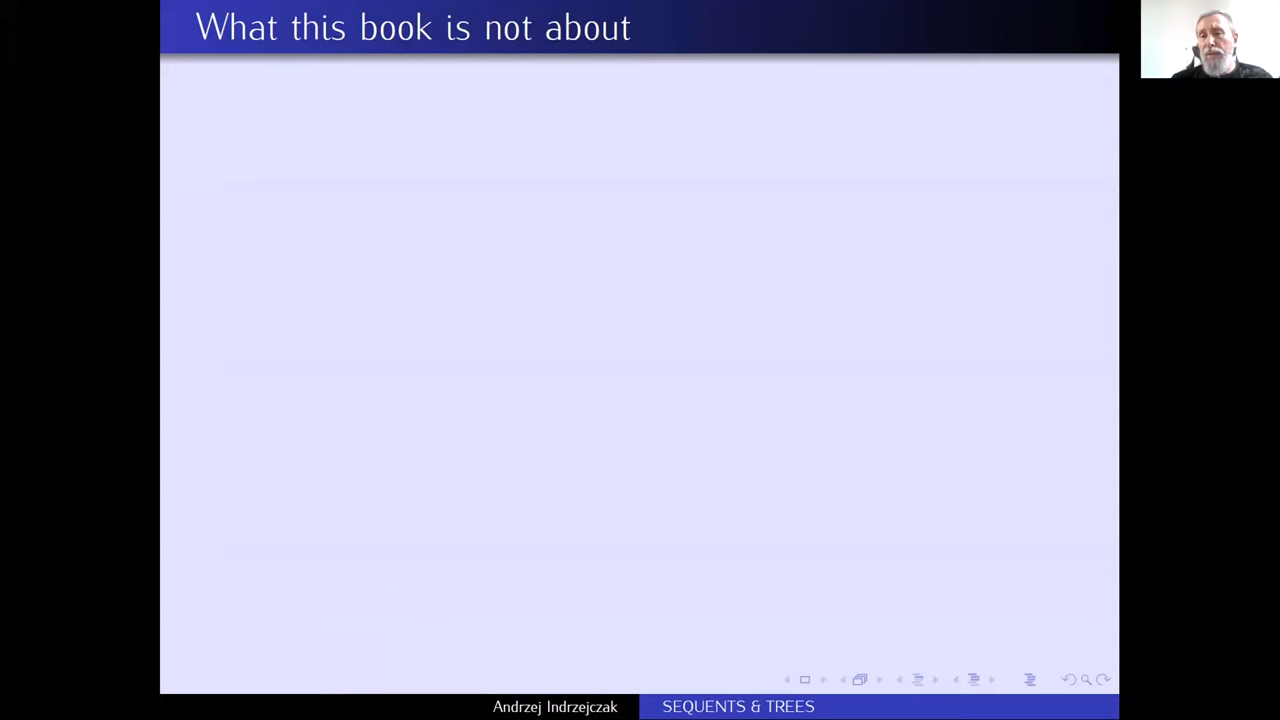 What this book is not about
Andrzej Indrzejczak
SEQUENTS & TREES